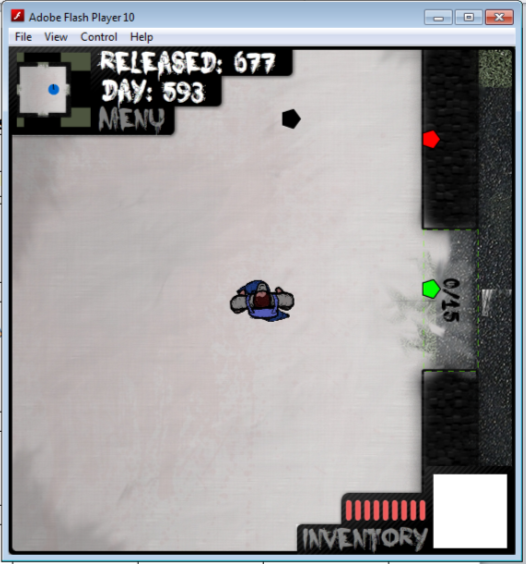 Adobe Flash Player 10
File View Control Help
RELEASED: 677
DAY: 593
MENU
0/15
INVENTORY